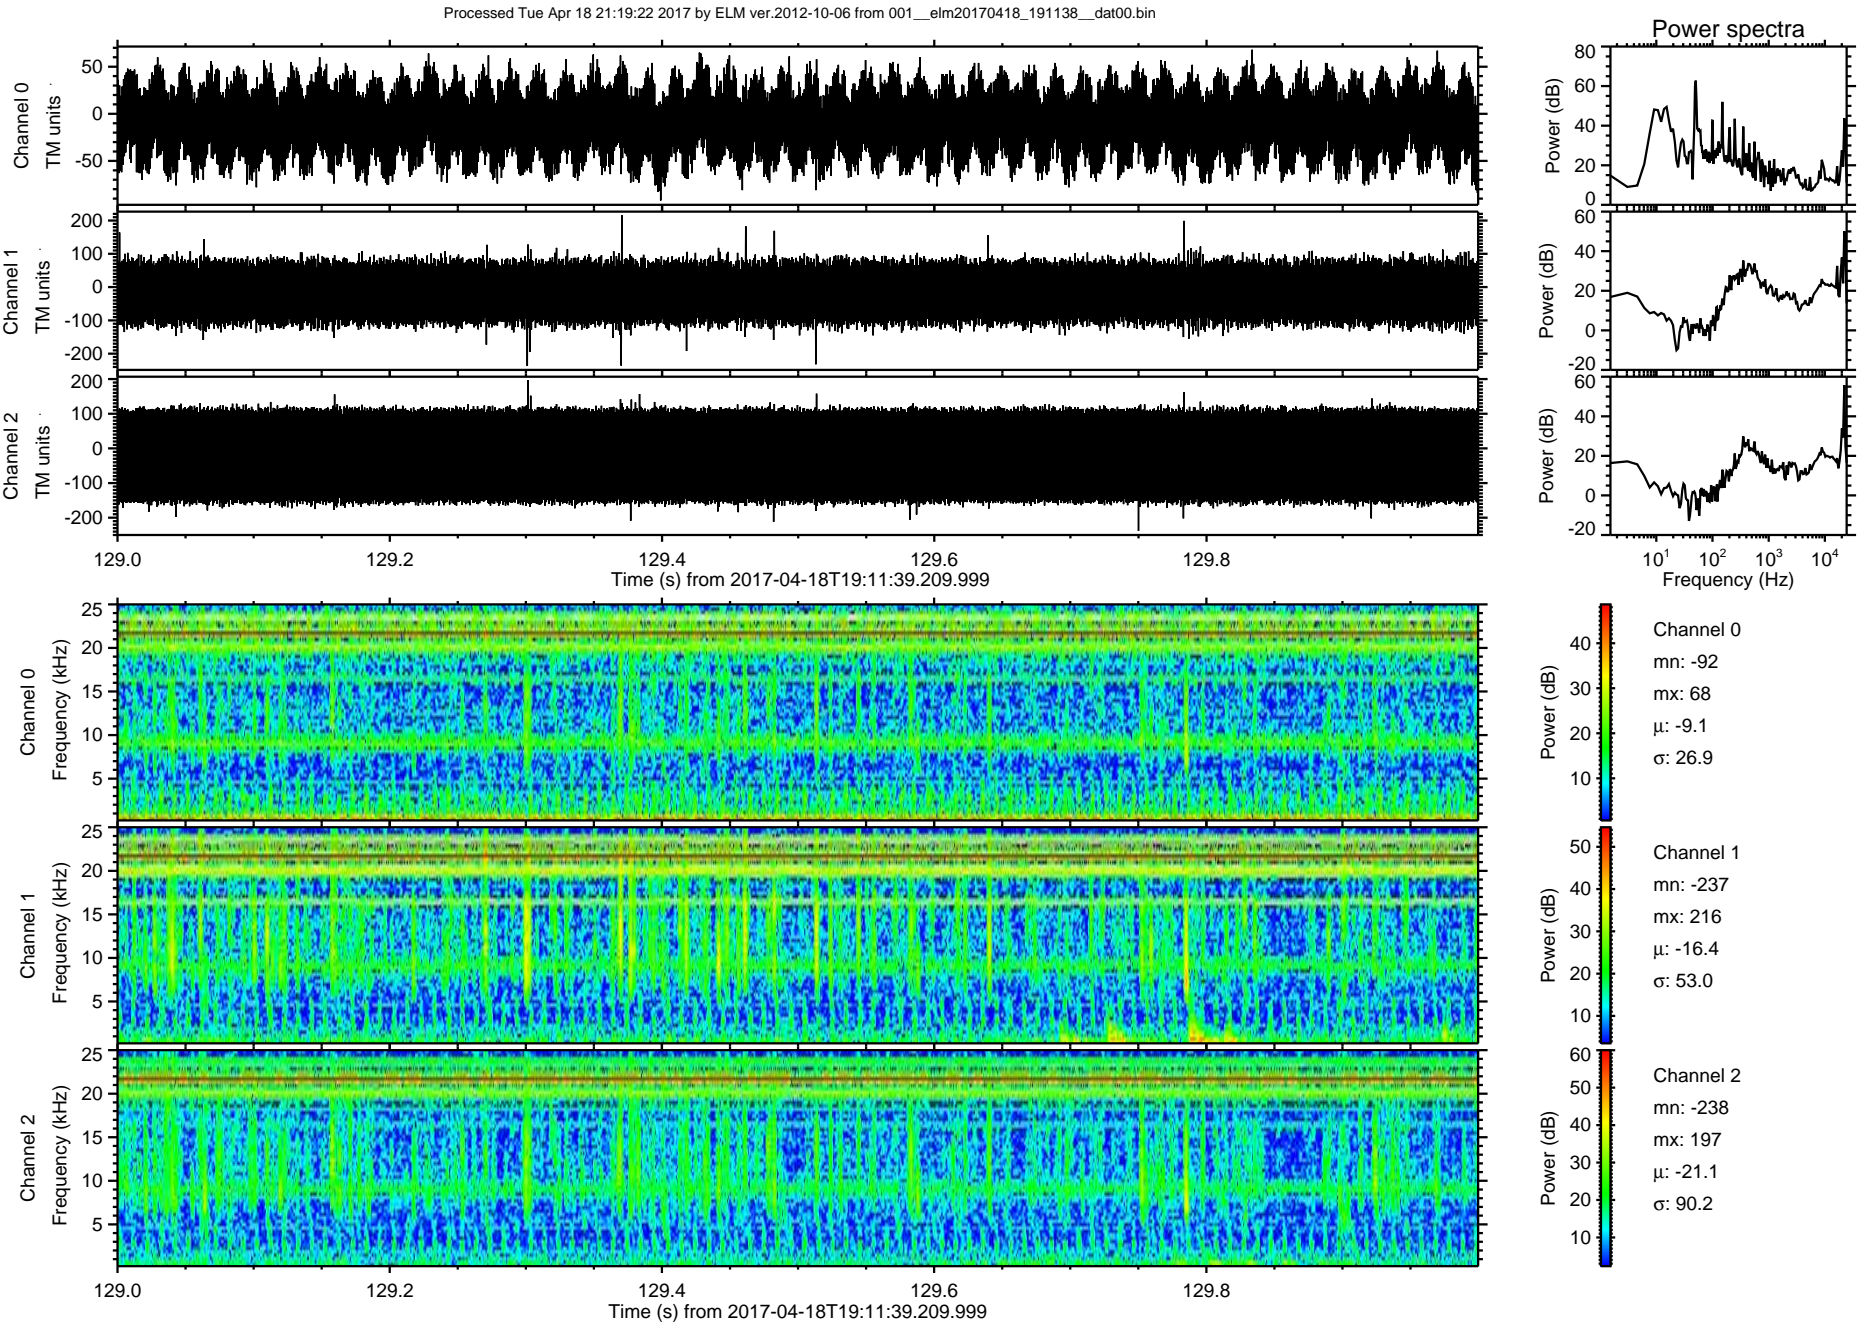 Processed Tue Apr 18 21:19:22 2017 by ELM ver.2012-10-06 from 001__elm20170418_191138__dat00.bin
Power spectra
Channel 0
TM units
50
0
-50
Power (dB)
80
60
40
20
0
Channel 1
TM units
200
100
0
-100
-200
Power (dB)
60
40
20
0
-20
Channel 2
TM units
200
100
0
-100
-200
Power (dB)
60
40
20
0
-20
129.0 129.2 129.4 129.6 129.8
Time (s) from 2017-04-18T19:11:39.209.999
10^1 10^2 10^3 10^4
Frequency (Hz)
Channel 0
Frequency (kHz)
25
20
15
10
5
Power (dB)
40
30
20
10
Channel 0
mn: -92
mx: 68
µ: -9.1
σ: 26.9
Channel 1
Frequency (kHz)
25
20
15
10
5
Power (dB)
50
40
30
20
10
Channel 1
mn: -237
mx: 216
µ: -16.4
σ: 53.0
Channel 2
Frequency (kHz)
25
20
15
10
5
Power (dB)
60
50
40
30
20
10
Channel 2
mn: -238
mx: 197
µ: -21.1
σ: 90.2
129.0 129.2 129.4 129.6 129.8
Time (s) from 2017-04-18T19:11:39.209.999